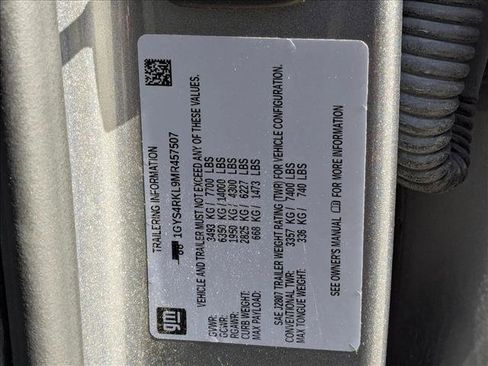 TRAILERING INFORMATION
1GYS4RKL9MR457507
gm
VEHICLE AND TRAILER MUST NOT EXCEED ANY OF THESE VALUES.
GVWR: 3493 KG / 7700 LBS
GCWR: 6350 KG / 14000 LBS
RGAWR: 1950 KG / 4300 LBS
CURB WEIGHT: 2825 KG / 6227 LBS
MAX PAYLOAD: 668 KG / 1473 LBS
SAE J2807 TRAILER WEIGHT RATING (TWR) FOR VEHICLE CONFIGURATION.
CONVENTIONAL TWR: 3357 KG / 7400 LBS
MAX TONGUE WEIGHT: 336 KG / 740 LBS
SEE OWNER'S MANUAL FOR MORE INFORMATION